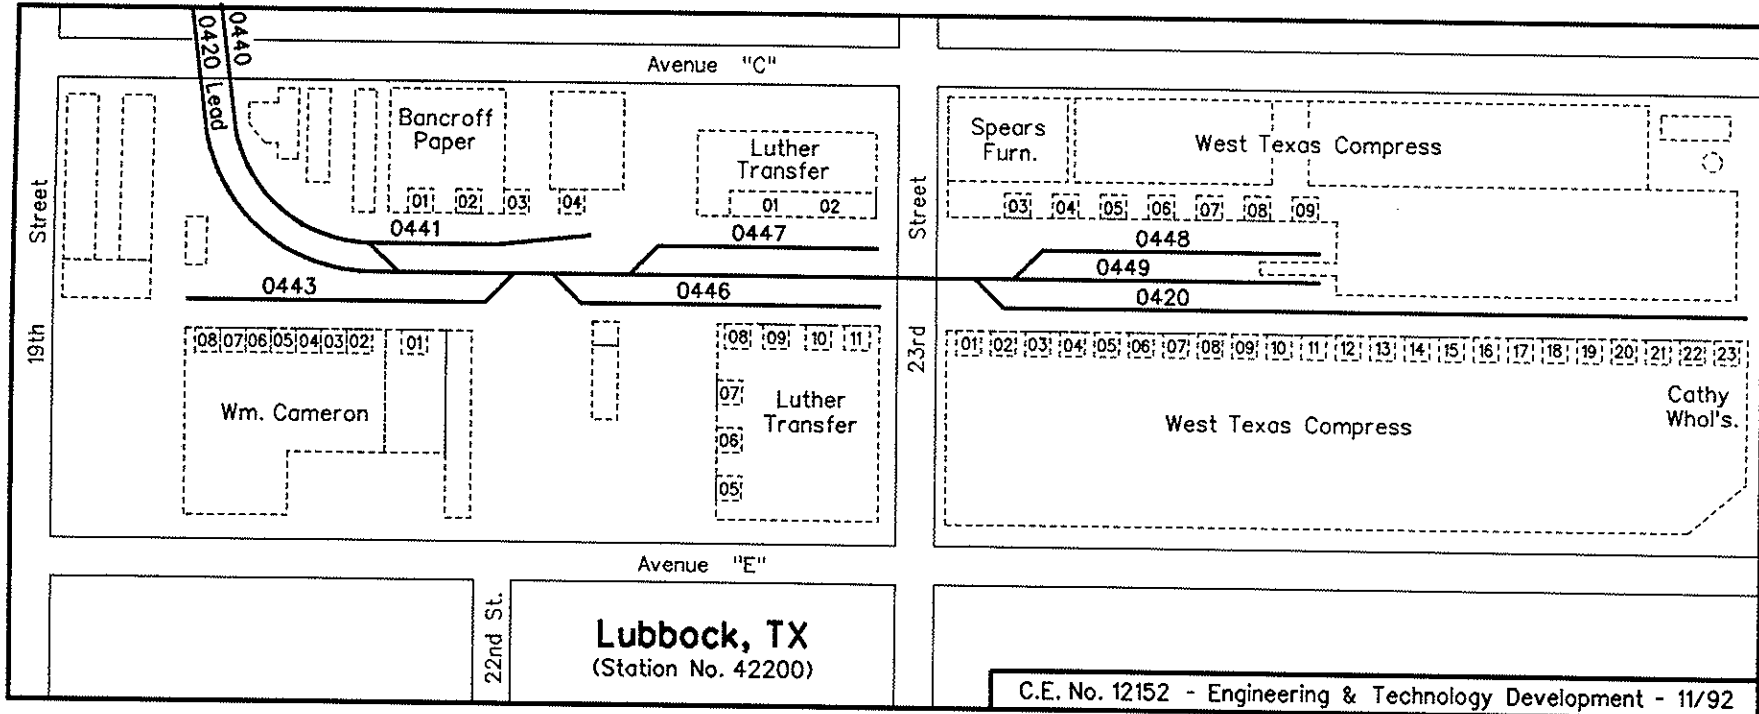 0440
0420 Lead
Avenue "C"
Bancroff
Paper
01 02 03 04
0441
Luther
Transfer
01 02
0447
Spears
Furn.
West Texas Compress
03 04 05 06 07 08 09
0448
0449
0420
Street
19th
Street
23rd
0443
0446
08 07 06 05 04 03 02 01
Wm. Cameron
08 09 10 11
07
06
05
Luther
Transfer
01 02 03 04 05 06 07 08 09 10 11 12 13 14 15 16 17 18 19 20 21 22 23
West Texas Compress
Cathy
Whol's.
Avenue "E"
22nd St.
Lubbock, TX
(Station No. 42200)
C.E. No. 12152 - Engineering & Technology Development - 11/92